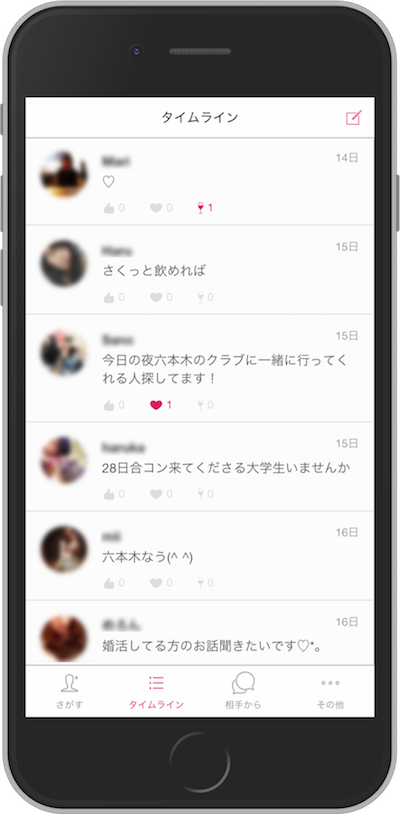 タイムライン
14日
♡
0 0 1
15日
さくっと飲めれば
0 0 0
15日
今日の夜六本木のクラブに一緒に行ってく
れる人探してます！
0 1 0
15日
28日合コン来てくださる大学生いませんか
0 0 0
16日
六本木なう(^ ^)
0 0 0
16日
婚活してる方のお話聞きたいです♡*。
さがす タイムライン 相手から その他